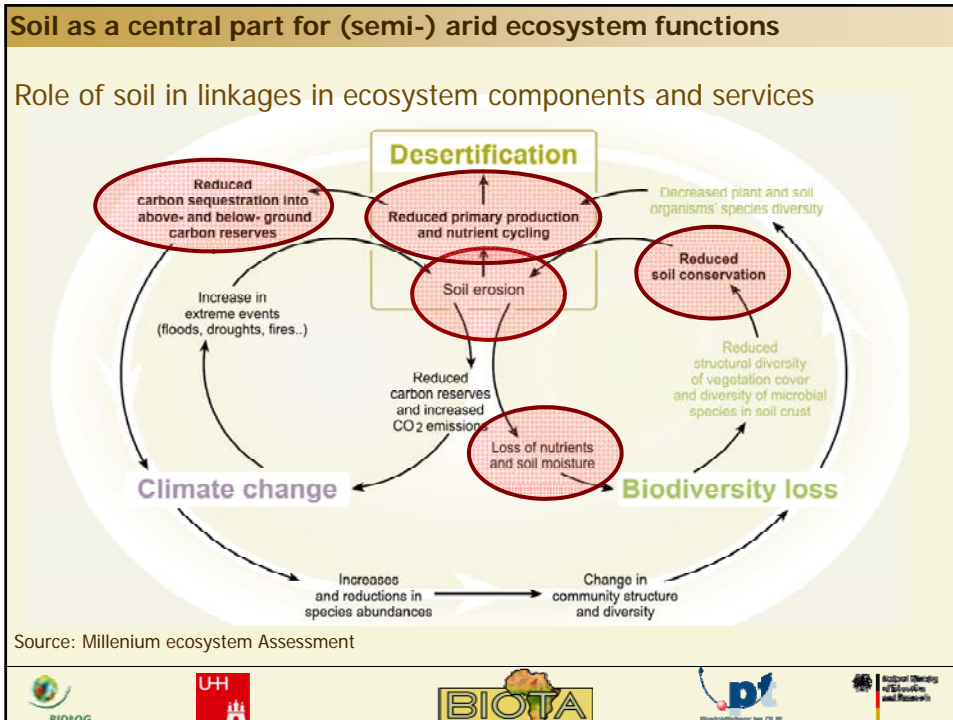 Soil as a central part for (semi-) arid ecosystem functions
Role of soil in linkages in ecosystem components and services
Desertification
Reduced
carbon sequestration into
above- and below- ground
carbon reserves
Reduced primary production
and nutrient cycling
Decreased plant and soil
organisms' species diversity
Soil erosion
Reduced
soil conservation
Increase in
extreme events
(floods, droughts, fires..)
Reduced
carbon reserves
and increased
CO2 emissions
Reduced
structural diversity
of vegetation cover
and diversity of microbial
species in soil crust
Loss of nutrients
and soil moisture
Climate change
Biodiversity loss
Increases
and reductions in
species abundances
Change in
community structure
and diversity
Source: Millenium ecosystem Assessment
BIOLOG
UHH
BIOTA
pt
of Education
and Research